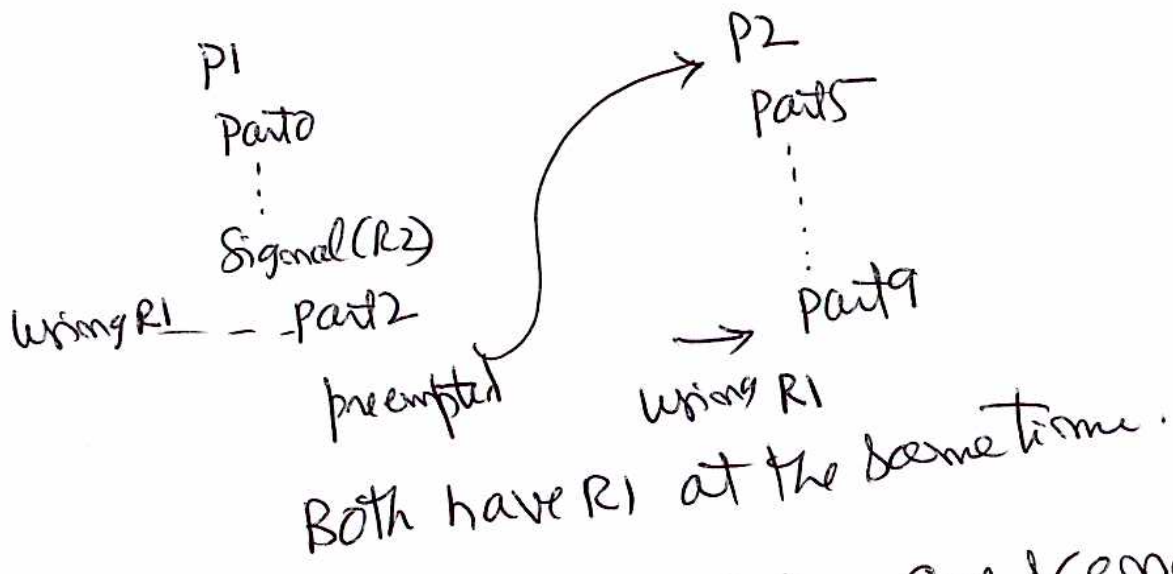 P1
Part0
Signal(R2)
using R1 - - - Part2
preempted
P2
Part5
Part9
using R1
Both have R1 at the same time.